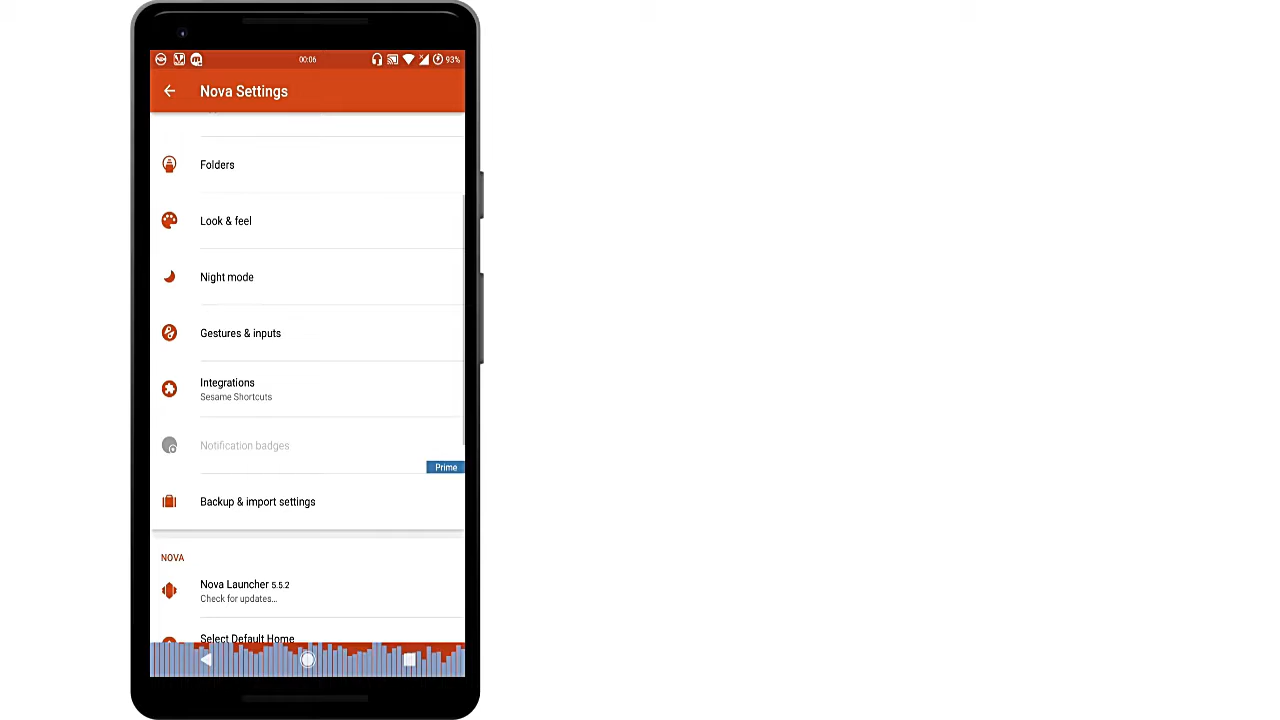 00:06
93%
Nova Settings
Folders
Look & feel
Night mode
Gestures & inputs
Integrations
Sesame Shortcuts
Notification badges
Prime
Backup & import settings
NOVA
Nova Launcher 5.5.2
Check for updates...
Select Default Home